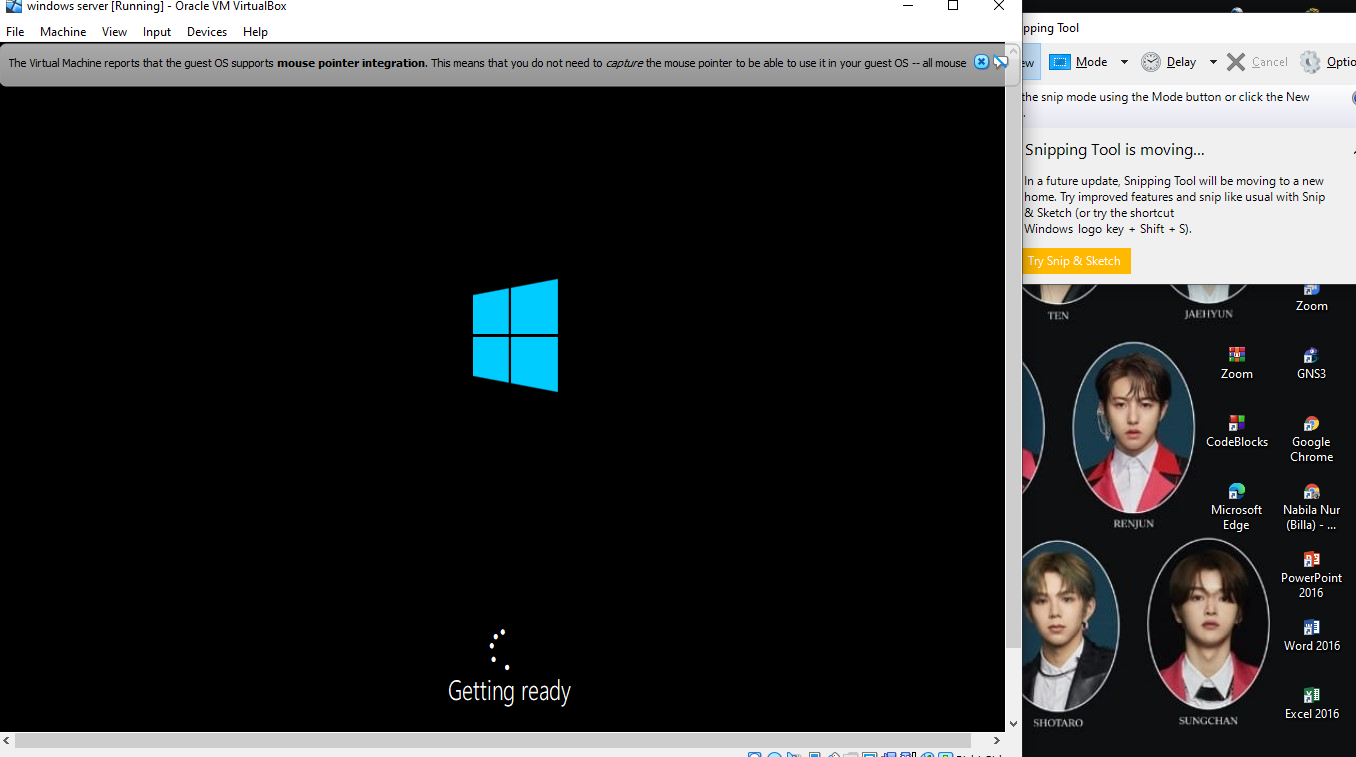 windows server [Running] - Oracle VM VirtualBox
File Machine View Input Devices Help
The Virtual Machine reports that the guest OS supports mouse pointer integration. This means that you do not need to capture the mouse pointer to be able to use it in your guest OS -- all mouse
Getting ready
pping Tool
ew Mode Delay Cancel Optio
the snip mode using the Mode button or click the New
.
Snipping Tool is moving...
In a future update, Snipping Tool will be moving to a new
home. Try improved features and snip like usual with Snip
& Sketch (or try the shortcut
Windows logo key + Shift + S).
Try Snip & Sketch
TEN
JAEHYUN
Zoom
Zoom
GNS3
CodeBlocks
Google
Chrome
RENJUN
Microsoft
Edge
Nabila Nur
(Billa) - ...
PowerPoint
2016
Word 2016
Excel 2016
SHOTARO
SUNGCHAN